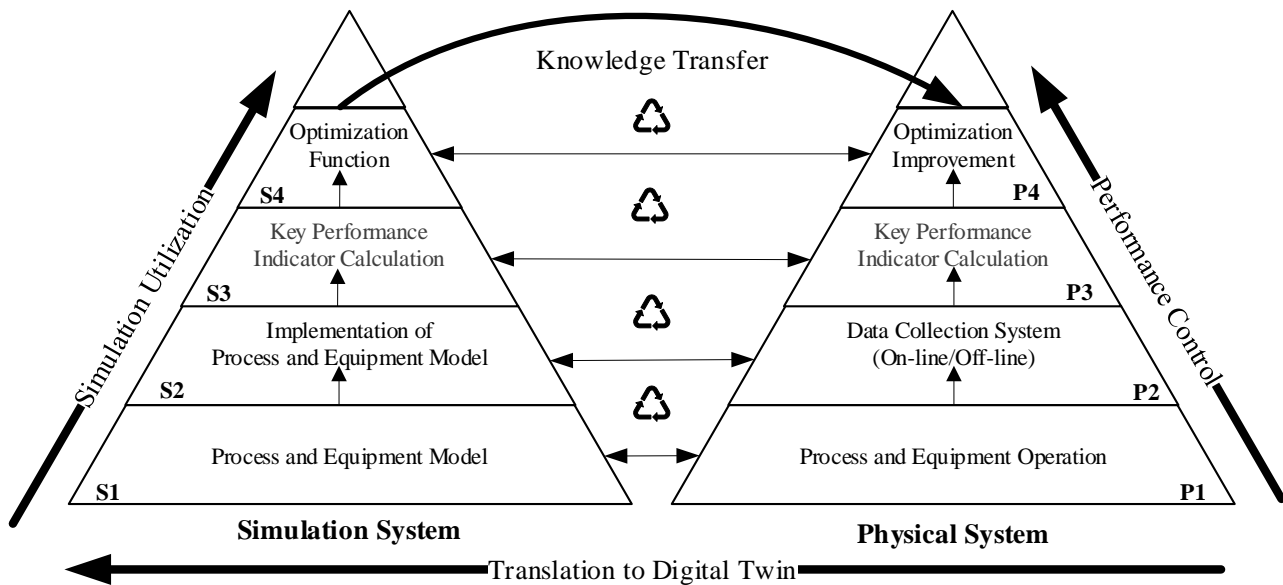 Knowledge Transfer
Optimization
Function
S4
Optimization
Improvement
P4
Key Performance
Indicator Calculation
S3
Key Performance
Indicator Calculation
P3
Implementation of
Process and Equipment Model
S2
Data Collection System
(On-line/Off-line)
P2
Process and Equipment Model
S1
Process and Equipment Operation
P1
Simulation Utilization
Performance Control
Simulation System
Physical System
Translation to Digital Twin